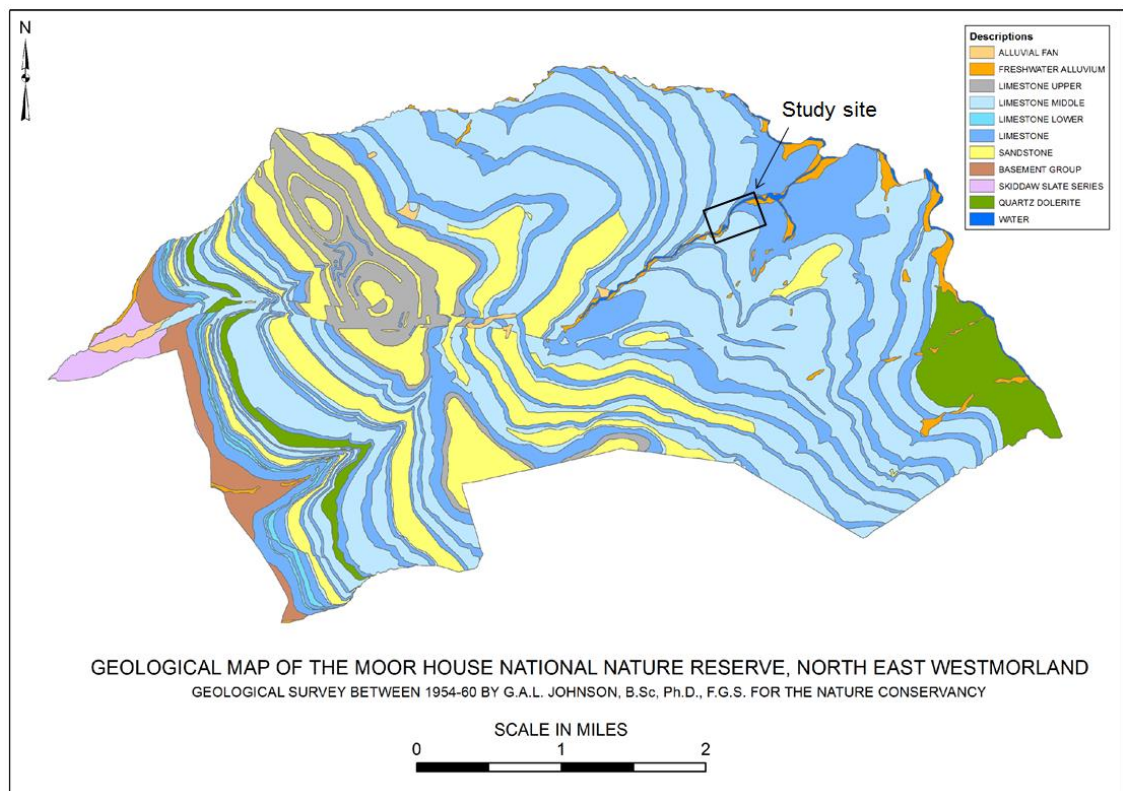 N
Study site
Descriptions
ALLUVIAL FAN
FRESHWATER ALLUVIUM
LIMESTONE UPPER
LIMESTONE MIDDLE
LIMESTONE LOWER
LIMESTONE
SANDSTONE
BASEMENT GROUP
SKIDDAW SLATE SERIES
QUARTZ DOLERITE
WATER
GEOLOGICAL MAP OF THE MOOR HOUSE NATIONAL NATURE RESERVE, NORTH EAST WESTMORLAND
GEOLOGICAL SURVEY BETWEEN 1954-60 BY G.A.L. JOHNSON, B.Sc, Ph.D., F.G.S. FOR THE NATURE CONSERVANCY
SCALE IN MILES
0 1 2